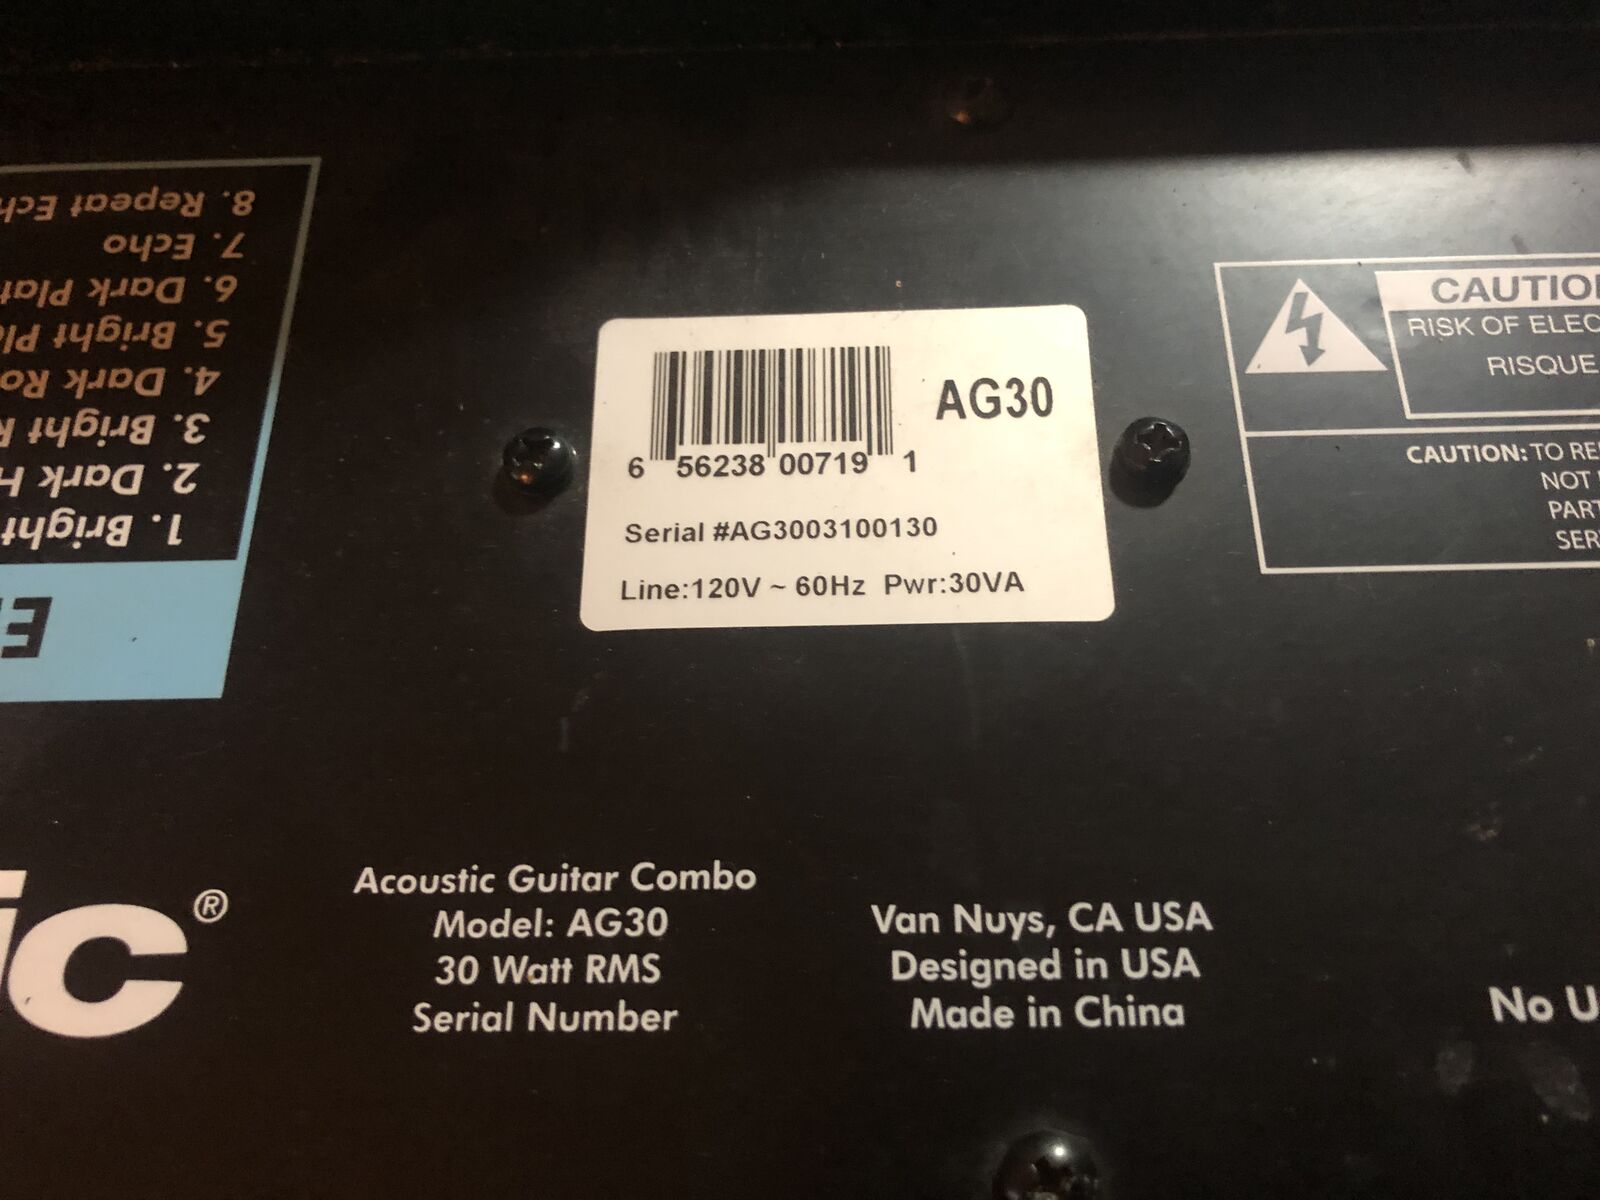 8. Repeat Ech
7. Echo
6. Dark Plat
5. Bright Pla
4. Dark Ro
3. Bright R
2. Dark H
1. Bright
E
6 56238 00719 1
AG30
Serial #AG3003100130
Line:120V ~ 60Hz Pwr:30VA
CAUTIO
RISK OF ELEC
RISQUE
CAUTION: TO RE
NOT
PART
SER
ic®
Acoustic Guitar Combo
Model: AG30
30 Watt RMS
Serial Number
Van Nuys, CA USA
Designed in USA
Made in China
No U